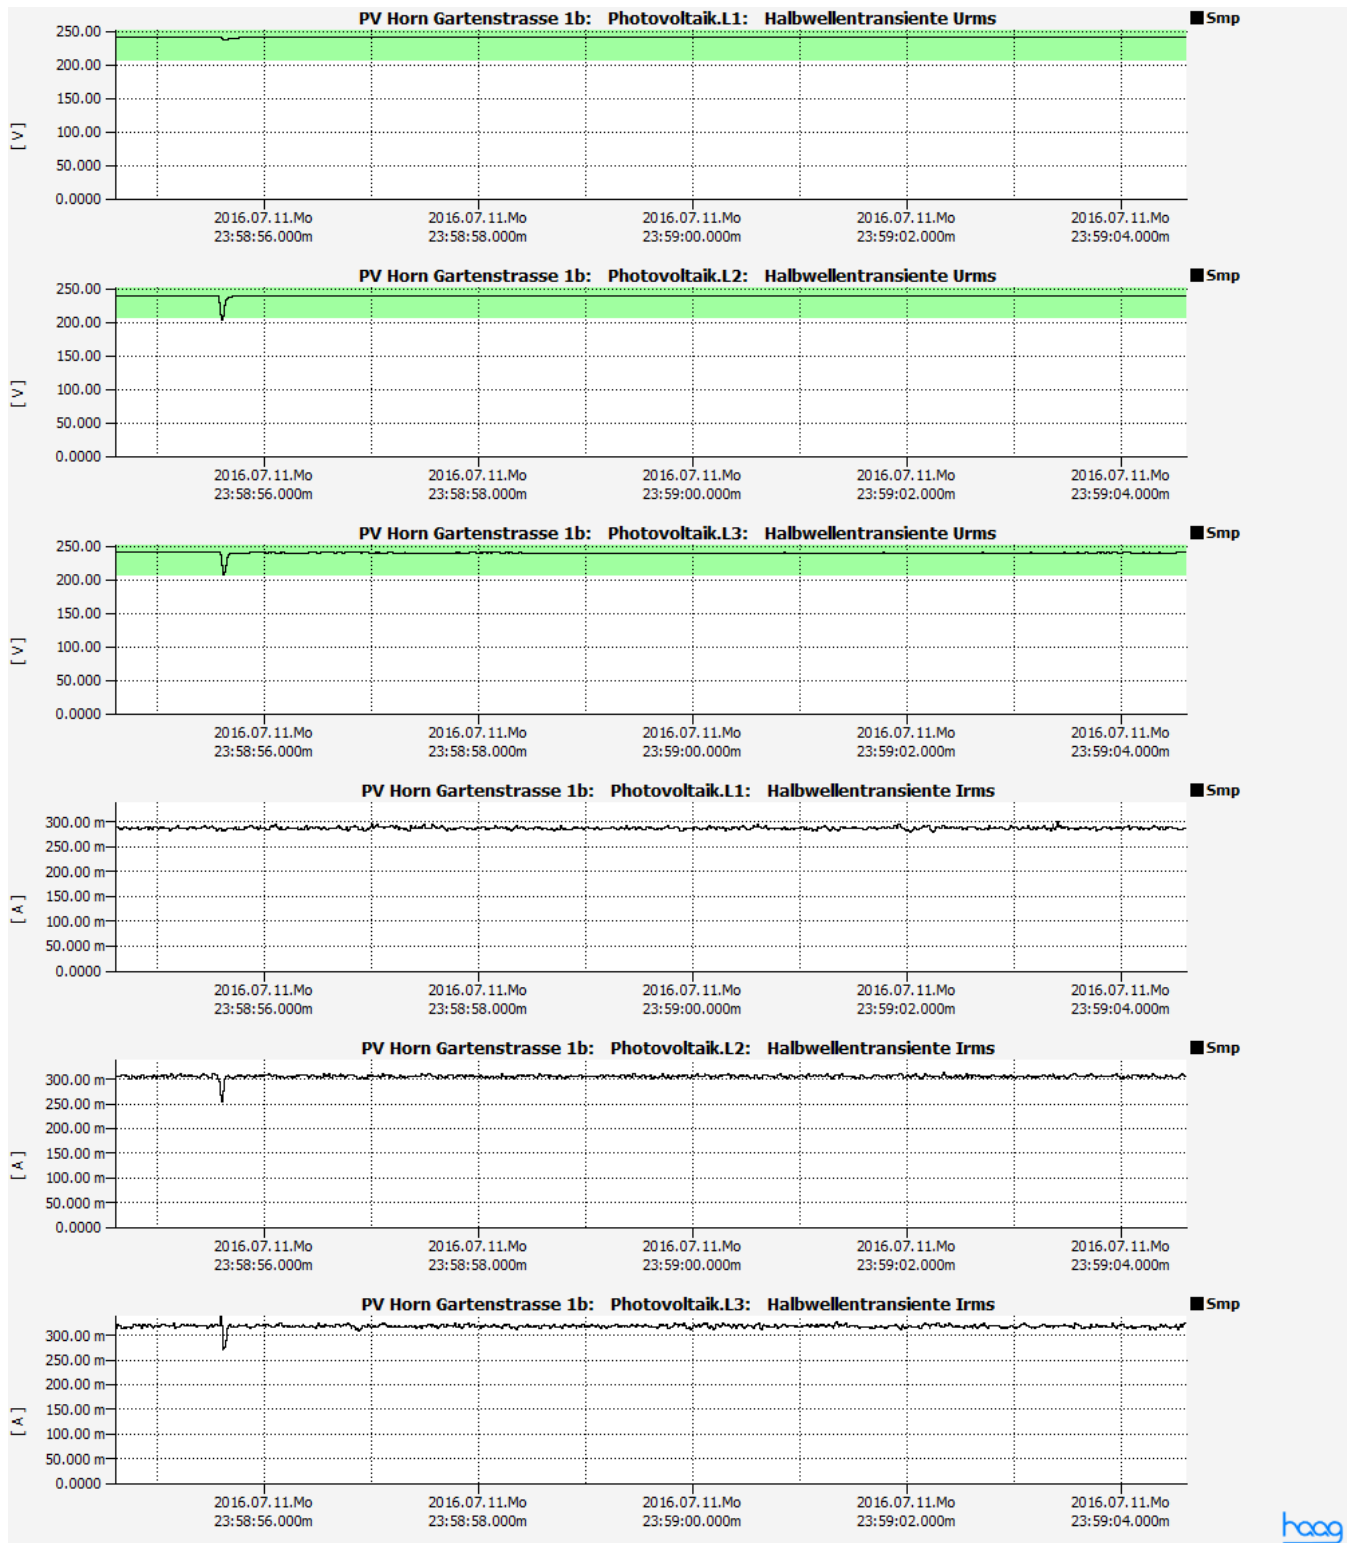 PV Horn Gartenstrasse 1b: Photovoltaik.L1: Halbwellentransiente Urms
Smp
250.00
200.00
150.00
100.00
50.000
0.0000
[ V ]
2016.07.11.Mo 2016.07.11.Mo 2016.07.11.Mo 2016.07.11.Mo 2016.07.11.Mo
23:58:56.000m 23:58:58.000m 23:59:00.000m 23:59:02.000m 23:59:04.000m
PV Horn Gartenstrasse 1b: Photovoltaik.L2: Halbwellentransiente Urms
Smp
250.00
200.00
150.00
100.00
50.000
0.0000
[ V ]
2016.07.11.Mo 2016.07.11.Mo 2016.07.11.Mo 2016.07.11.Mo 2016.07.11.Mo
23:58:56.000m 23:58:58.000m 23:59:00.000m 23:59:02.000m 23:59:04.000m
PV Horn Gartenstrasse 1b: Photovoltaik.L3: Halbwellentransiente Urms
Smp
250.00
200.00
150.00
100.00
50.000
0.0000
[ V ]
2016.07.11.Mo 2016.07.11.Mo 2016.07.11.Mo 2016.07.11.Mo 2016.07.11.Mo
23:58:56.000m 23:58:58.000m 23:59:00.000m 23:59:02.000m 23:59:04.000m
PV Horn Gartenstrasse 1b: Photovoltaik.L1: Halbwellentransiente Irms
Smp
300.00 m
250.00 m
200.00 m
150.00 m
100.00 m
50.000 m
0.0000
[ A ]
2016.07.11.Mo 2016.07.11.Mo 2016.07.11.Mo 2016.07.11.Mo 2016.07.11.Mo
23:58:56.000m 23:58:58.000m 23:59:00.000m 23:59:02.000m 23:59:04.000m
PV Horn Gartenstrasse 1b: Photovoltaik.L2: Halbwellentransiente Irms
Smp
300.00 m
250.00 m
200.00 m
150.00 m
100.00 m
50.000 m
0.0000
[ A ]
2016.07.11.Mo 2016.07.11.Mo 2016.07.11.Mo 2016.07.11.Mo 2016.07.11.Mo
23:58:56.000m 23:58:58.000m 23:59:00.000m 23:59:02.000m 23:59:04.000m
PV Horn Gartenstrasse 1b: Photovoltaik.L3: Halbwellentransiente Irms
Smp
300.00 m
250.00 m
200.00 m
150.00 m
100.00 m
50.000 m
0.0000
[ A ]
2016.07.11.Mo 2016.07.11.Mo 2016.07.11.Mo 2016.07.11.Mo 2016.07.11.Mo
23:58:56.000m 23:58:58.000m 23:59:00.000m 23:59:02.000m 23:59:04.000m
haag